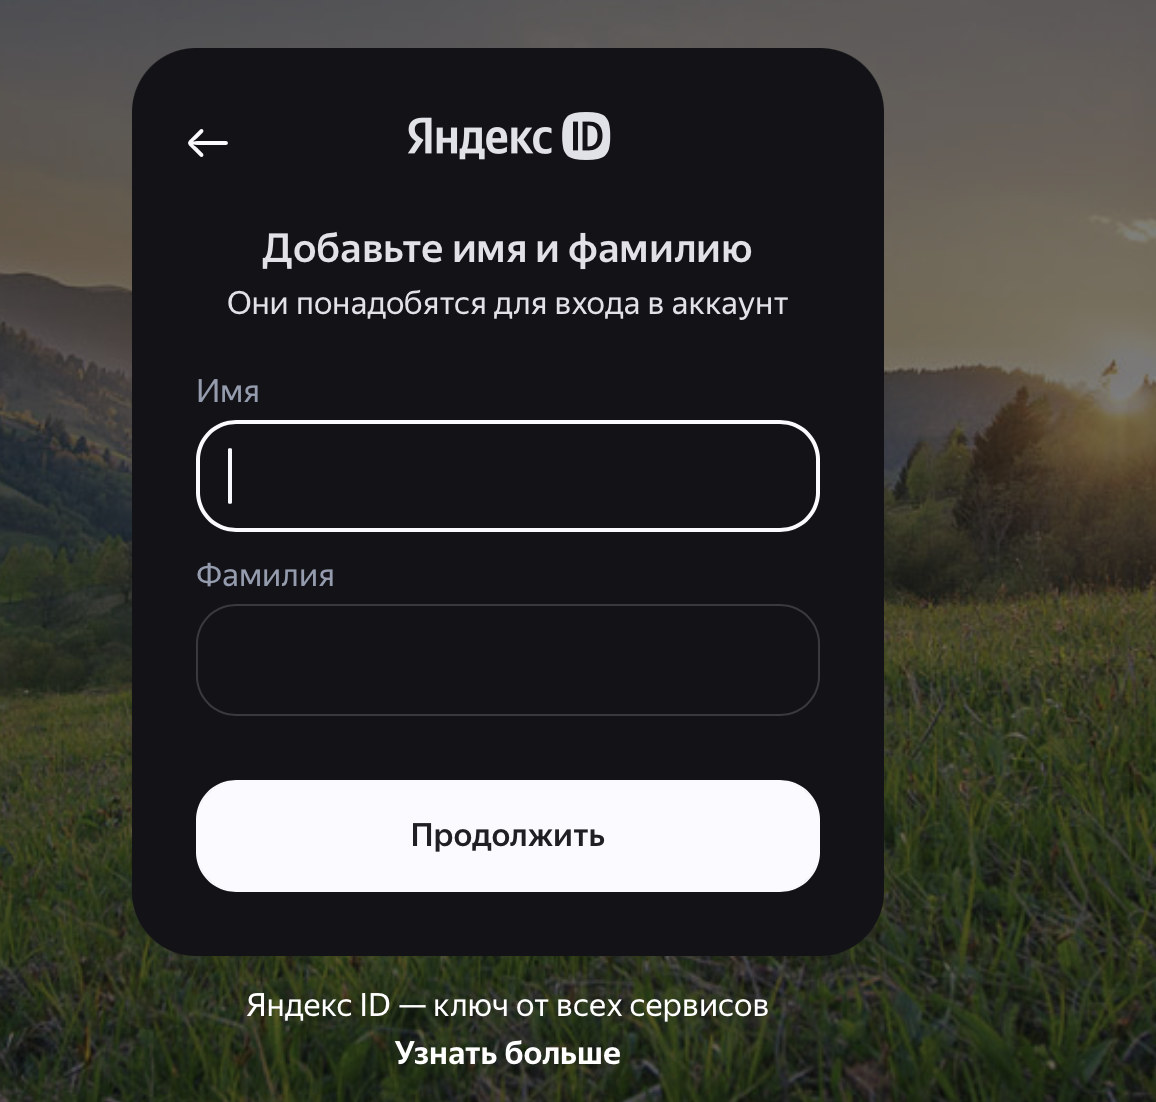 Яндекс ID
Добавьте имя и фамилию
Они понадобятся для входа в аккаунт
Имя
Фамилия
Продолжить
Яндекс ID — ключ от всех сервисов
Узнать больше